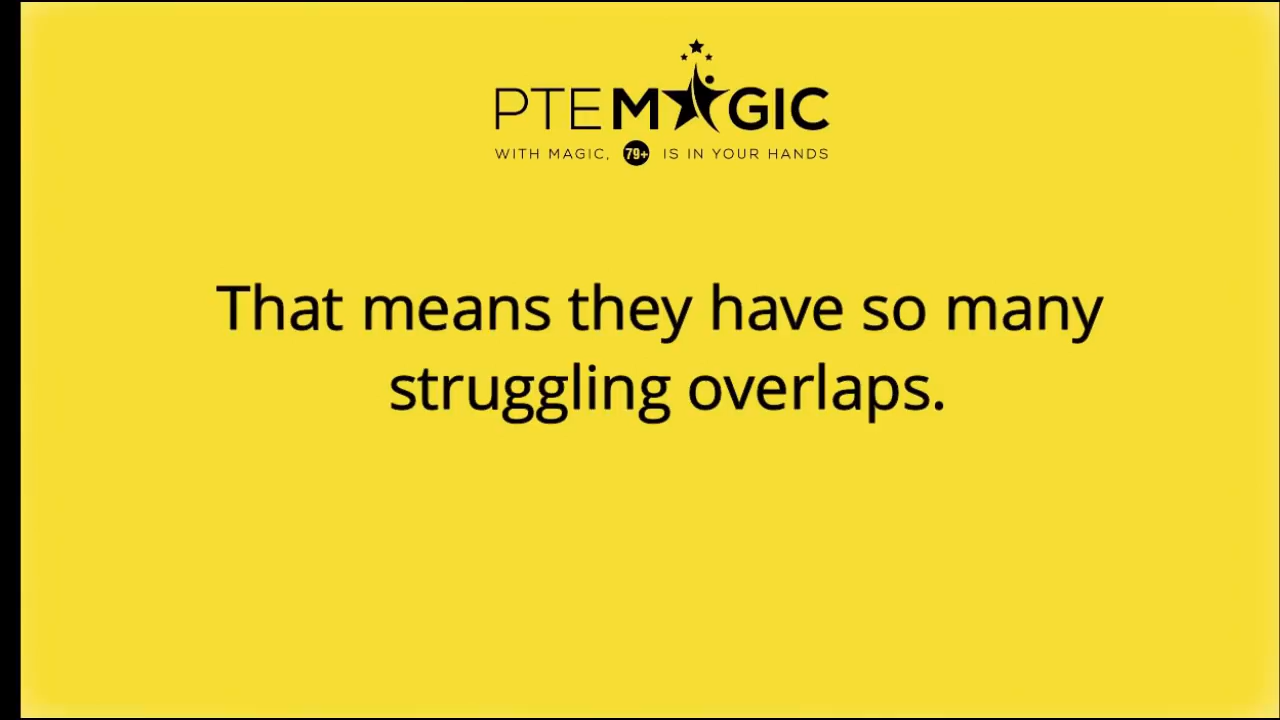 PTEMAGIC
WITH MAGIC, 79+ IS IN YOUR HANDS
That means they have so many
struggling overlaps.